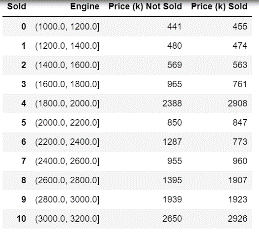 Sold Engine Price (k) Not Sold Price (k) Sold
0 (1000.0, 1200.0] 441 455
1 (1200.0, 1400.0] 480 474
2 (1400.0, 1600.0] 569 563
3 (1600.0, 1800.0] 965 761
4 (1800.0, 2000.0] 2388 2908
5 (2000.0, 2200.0] 850 847
6 (2200.0, 2400.0] 1287 773
7 (2400.0, 2600.0] 955 960
8 (2600.0, 2800.0] 1395 1907
9 (2800.0, 3000.0] 1939 1923
10 (3000.0, 3200.0] 2650 2926